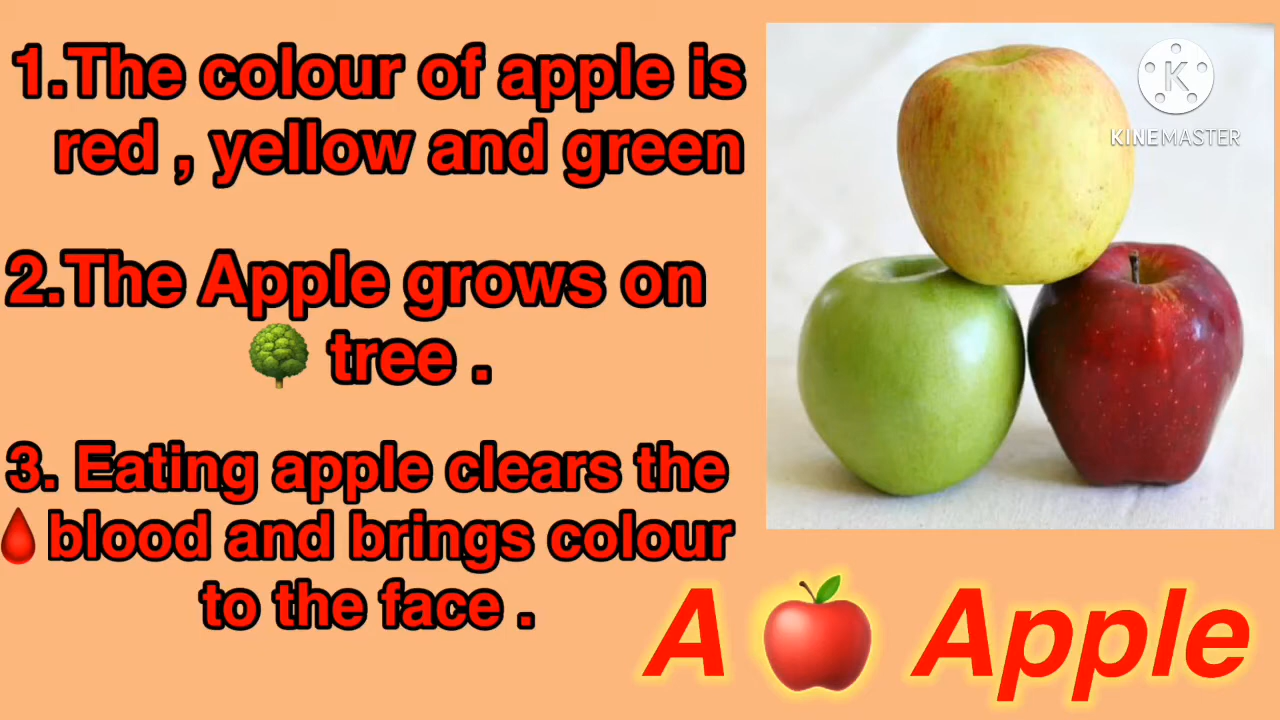 1.The colour of apple is
red , yellow and green
2.The Apple grows on
🌳 tree .
3. Eating apple clears the
🩸blood and brings colour
to the face .
K
KINEMASTER
A 🍎 Apple